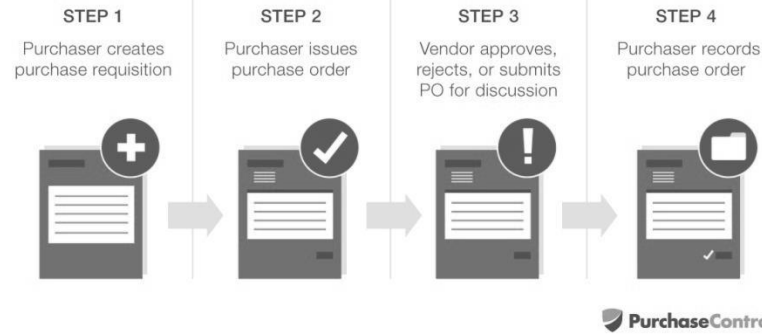 STEP 1
Purchaser creates
purchase requisition
STEP 2
Purchaser issues
purchase order
STEP 3
Vendor approves,
rejects, or submits
PO for discussion
STEP 4
Purchaser records
purchase order
PurchaseContro